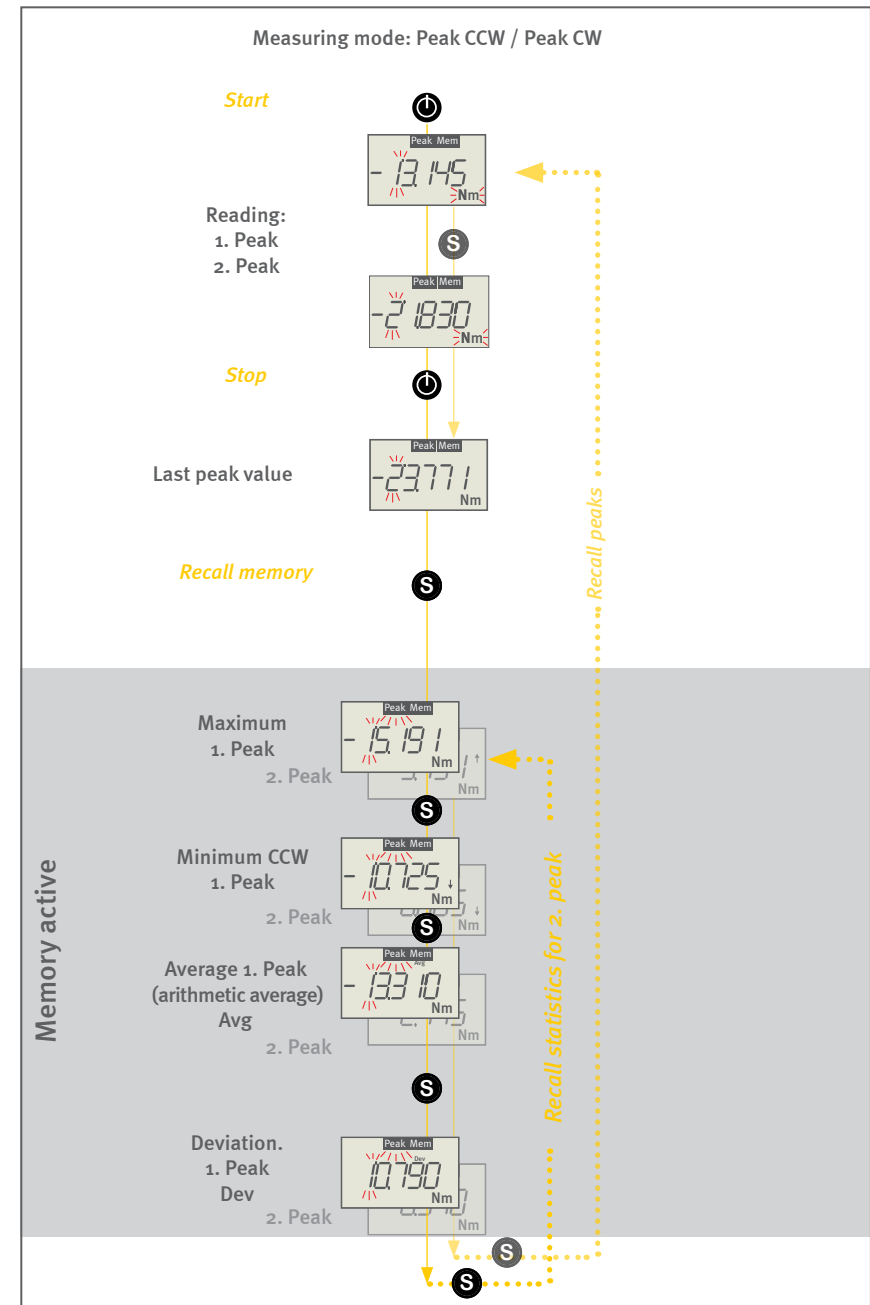 Measuring mode: Peak CCW / Peak CW
Start
Peak Mem
- 13.145
Nm
Reading:
1. Peak
2. Peak
S
Peak Mem
-21.830
Nm
Stop
Peak Mem
-23.771
Nm
Last peak value
Recall memory
S
Recall peaks
Memory active
Maximum
1. Peak
2. Peak
Peak Mem
- 15.191
Nm
Nm
S
Minimum CCW
1. Peak
2. Peak
Peak Mem
- 10.725
Nm
Nm
S
Average 1. Peak
(arithmetic average)
Avg
2. Peak
Peak Mem
Avg
- 13.310
Nm
Nm
S
Recall statistics for 2. peak
Deviation.
1. Peak
Dev
2. Peak
Peak Mem
Dev
10.790
Nm
Nm
S
S